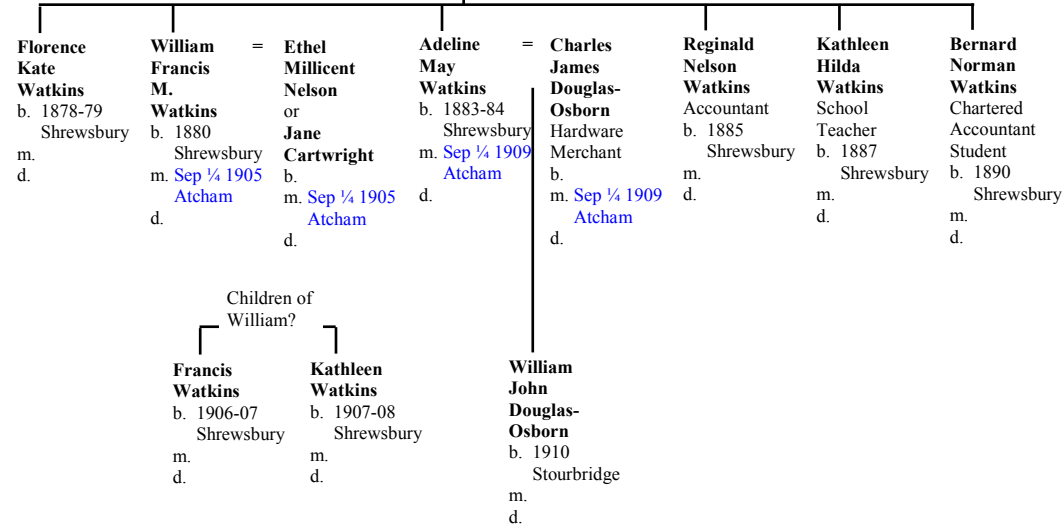 Florence
Kate
Watkins
b. 1878-79
Shrewsbury
m.
d.
William
Francis
M.
Watkins
b. 1880
Shrewsbury
m. Sep ¼ 1905
Atcham
d.
=
Ethel
Millicent
Nelson
or
Jane
Cartwright
b.
m. Sep ¼ 1905
Atcham
d.
Adeline
May
Watkins
b. 1883-84
Shrewsbury
m. Sep ¼ 1909
Atcham
d.
=
Charles
James
Douglas-
Osborn
Hardware
Merchant
b.
m. Sep ¼ 1909
Atcham
d.
Reginald
Nelson
Watkins
Accountant
b. 1885
Shrewsbury
m.
d.
Kathleen
Hilda
Watkins
School
Teacher
b. 1887
Shrewsbury
m.
d.
Bernard
Norman
Watkins
Chartered
Accountant
Student
b. 1890
Shrewsbury
m.
d.
Children of
William?
Francis
Watkins
b. 1906-07
Shrewsbury
m.
d.
Kathleen
Watkins
b. 1907-08
Shrewsbury
m.
d.
William
John
Douglas-
Osborn
b. 1910
Stourbridge
m.
d.